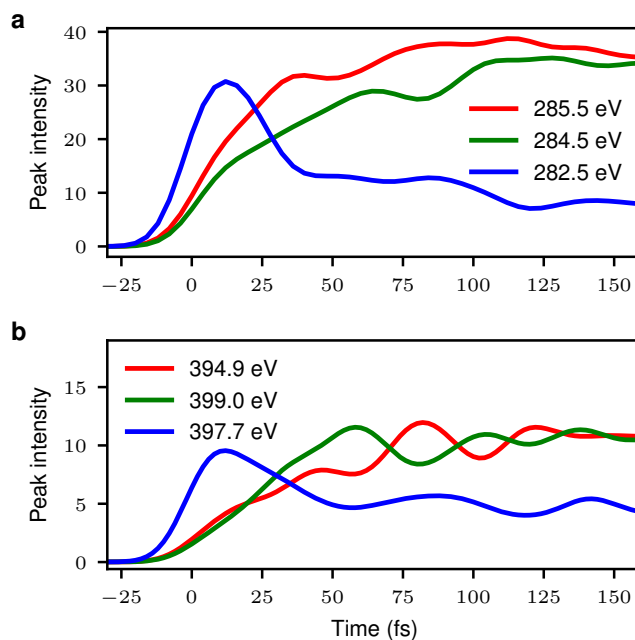 a
40
30
20
10
0
Peak intensity
285.5 eV
284.5 eV
282.5 eV
−25 0 25 50 75 100 125 150
b
15
10
5
0
Peak intensity
394.9 eV
399.0 eV
397.7 eV
−25 0 25 50 75 100 125 150
Time (fs)